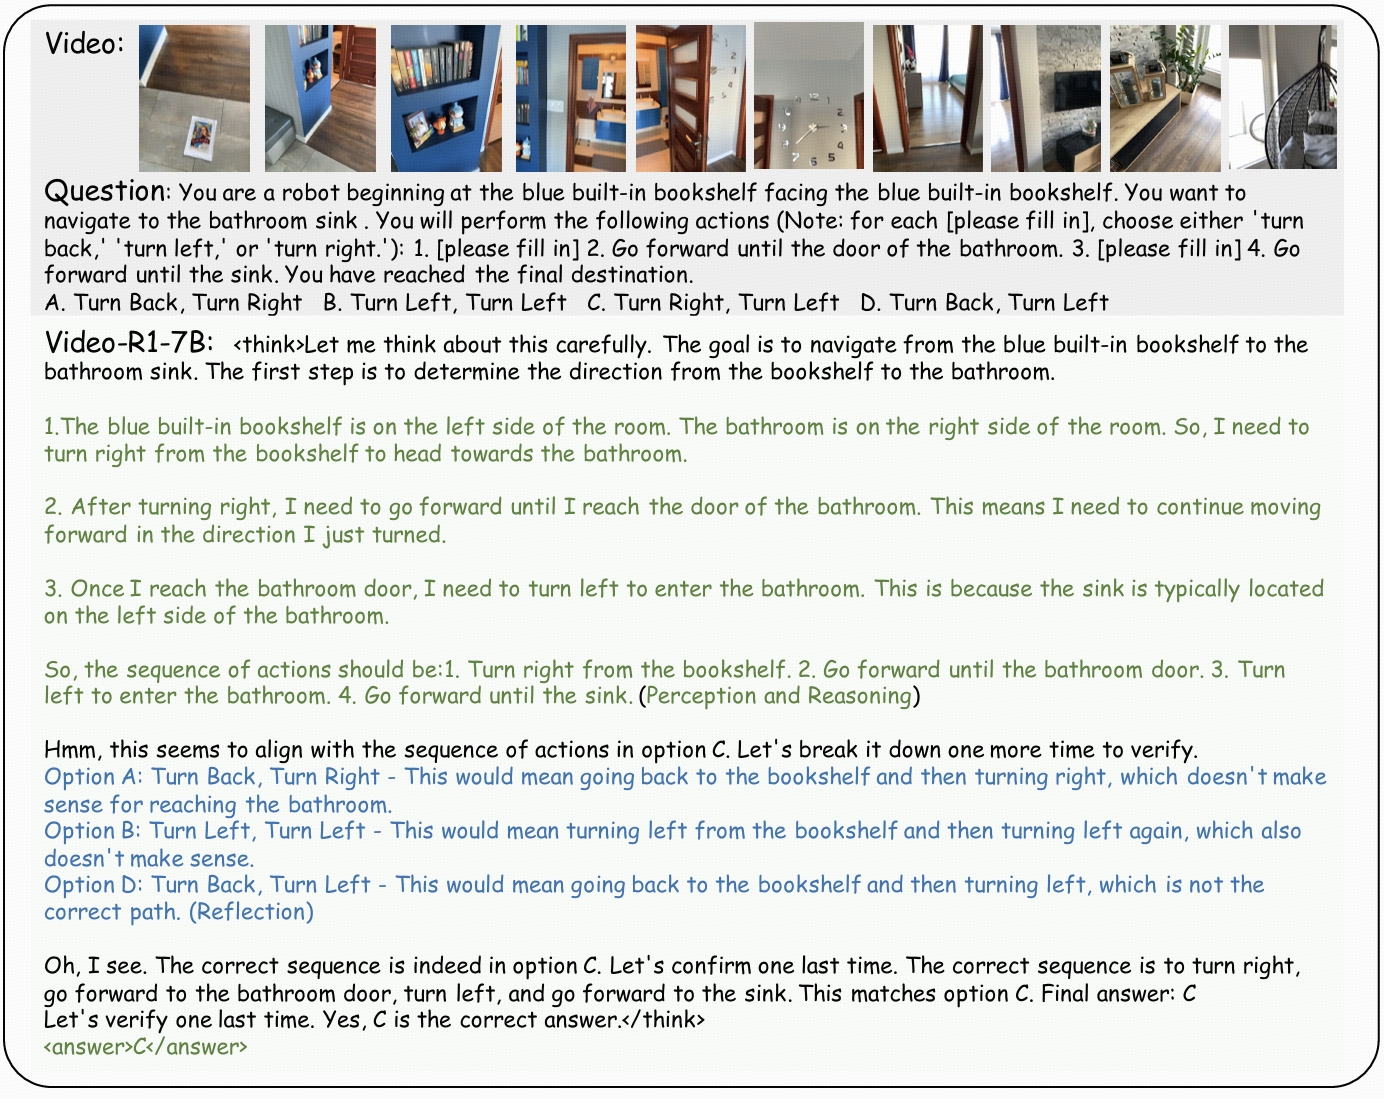 Video:
Question: You are a robot beginning at the blue built-in bookshelf facing the blue built-in bookshelf. You want to
navigate to the bathroom sink . You will perform the following actions (Note: for each [please fill in], choose either 'turn
back,' 'turn left,' or 'turn right.'): 1. [please fill in] 2. Go forward until the door of the bathroom. 3. [please fill in] 4. Go
forward until the sink. You have reached the final destination.
A. Turn Back, Turn Right B. Turn Left, Turn Left C. Turn Right, Turn Left D. Turn Back, Turn Left
Video-R1-7B: <think>Let me think about this carefully. The goal is to navigate from the blue built-in bookshelf to the
bathroom sink. The first step is to determine the direction from the bookshelf to the bathroom.
1.The blue built-in bookshelf is on the left side of the room. The bathroom is on the right side of the room. So, I need to
turn right from the bookshelf to head towards the bathroom.
2. After turning right, I need to go forward until I reach the door of the bathroom. This means I need to continue moving
forward in the direction I just turned.
3. Once I reach the bathroom door, I need to turn left to enter the bathroom. This is because the sink is typically located
on the left side of the bathroom.
So, the sequence of actions should be:1. Turn right from the bookshelf. 2. Go forward until the bathroom door. 3. Turn
left to enter the bathroom. 4. Go forward until the sink. (Perception and Reasoning)
Hmm, this seems to align with the sequence of actions in option C. Let's break it down one more time to verify.
Option A: Turn Back, Turn Right - This would mean going back to the bookshelf and then turning right, which doesn't make
sense for reaching the bathroom.
Option B: Turn Left, Turn Left - This would mean turning left from the bookshelf and then turning left again, which also
doesn't make sense.
Option D: Turn Back, Turn Left - This would mean going back to the bookshelf and then turning left, which is not the
correct path. (Reflection)
Oh, I see. The correct sequence is indeed in option C. Let's confirm one last time. The correct sequence is to turn right,
go forward to the bathroom door, turn left, and go forward to the sink. This matches option C. Final answer: C
Let's verify one last time. Yes, C is the correct answer.</think>
<answer>C</answer>